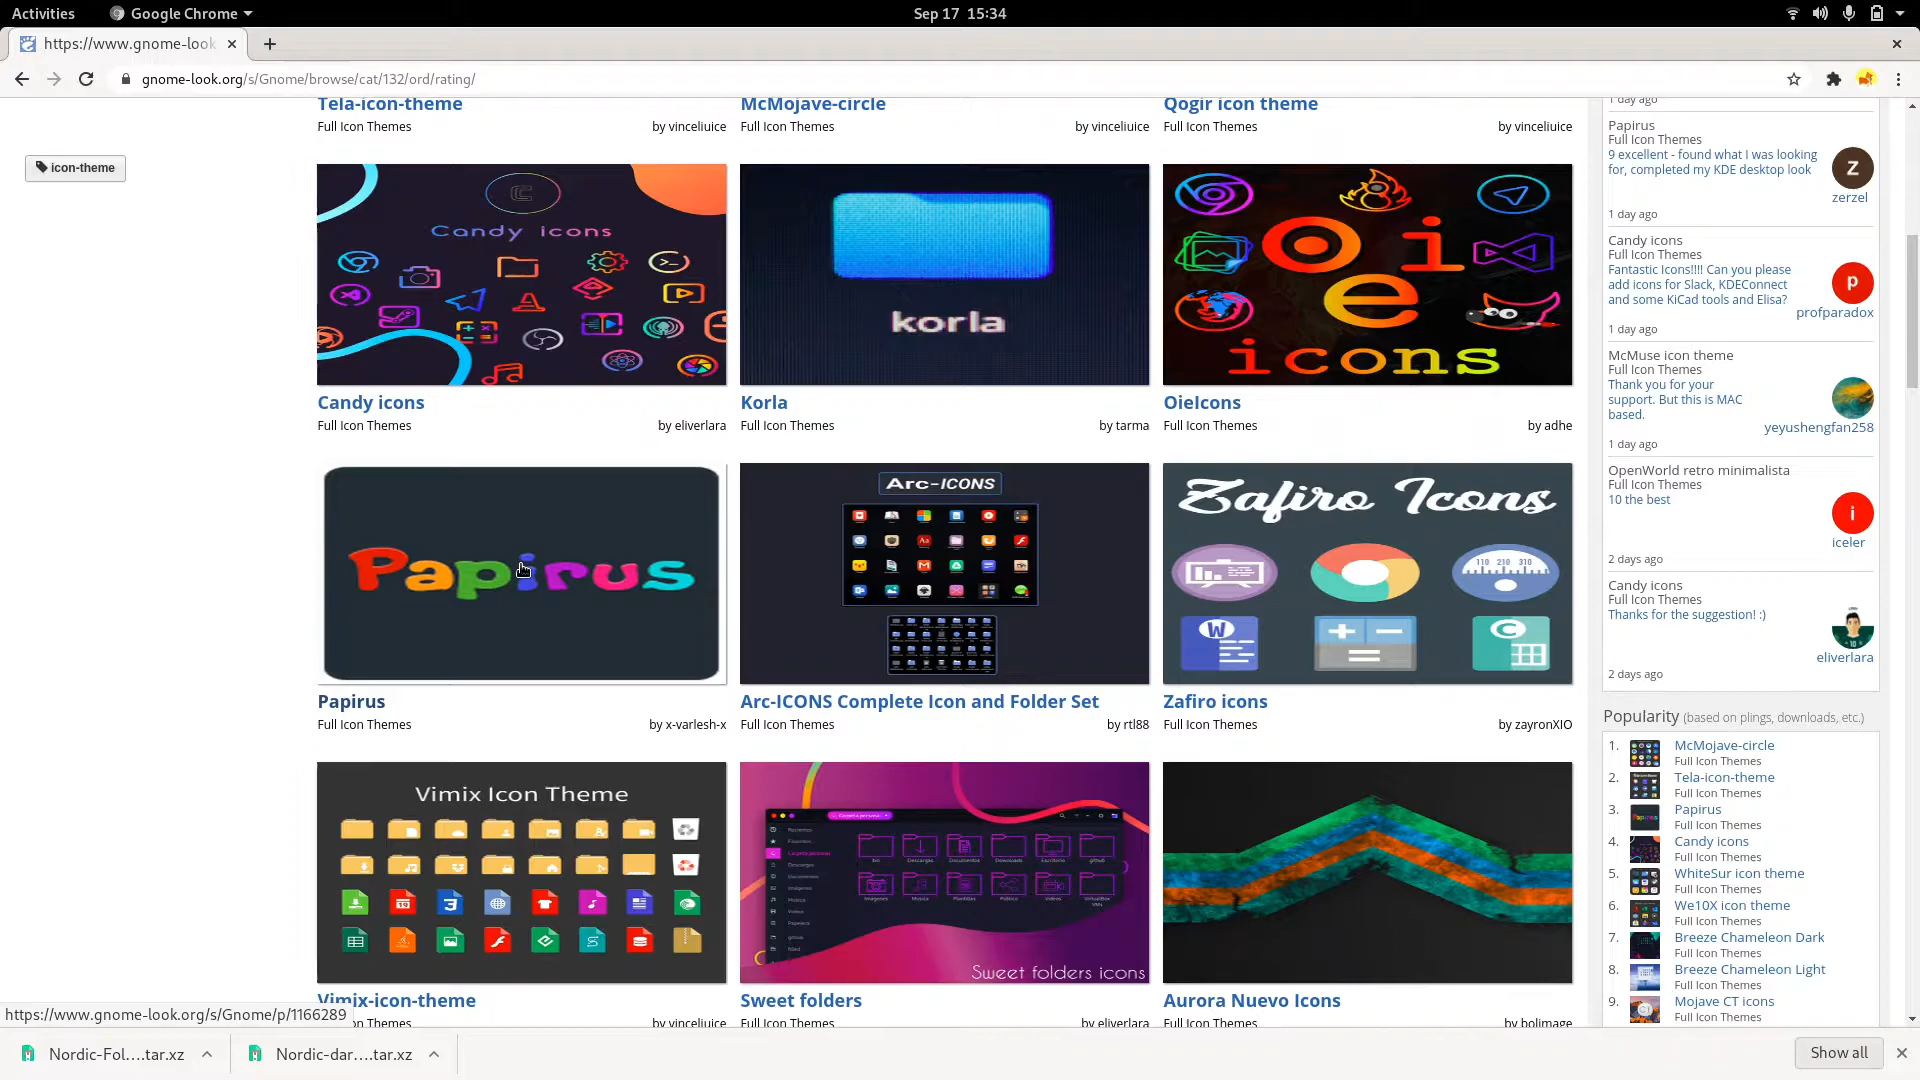 Activities
Google Chrome
Sep 17 15:34
https://www.gnome-look
gnome-look.org/s/Gnome/browse/cat/132/ord/rating/
icon-theme
Tela-icon-theme
Full Icon Themes
by vinceliuice
McMojave-circle
Full Icon Themes
by vinceliuice
Qogir icon theme
Full Icon Themes
by vinceliuice
Candy icons
Candy icons
Full Icon Themes
by eliverlara
korla
Korla
Full Icon Themes
by tarma
Oie
icons
OieIcons
Full Icon Themes
by adhe
Papirus
Papirus
Full Icon Themes
by x-varlesh-x
Arc-ICONS
Arc-ICONS Complete Icon and Folder Set
Full Icon Themes
by rtl88
Zafiro Icons
110 210 310
W
C
Zafiro icons
Full Icon Themes
by zayronXIO
Vimix Icon Theme
Vimix-icon-theme
on Themes
by vinceliuice
Sweet folders icons
Sweet folders
Full Icon Themes
by eliverlara
Aurora Nuevo Icons
Full Icon Themes
by bolimage
1 day ago
Papirus
Full Icon Themes
9 excellent - found what I was looking
for, completed my KDE desktop look
Z
zerzel
1 day ago
Candy icons
Full Icon Themes
Fantastic Icons!!!! Can you please
add icons for Slack, KDEConnect
and some KiCad tools and Elisa?
p
profparadox
1 day ago
McMuse icon theme
Full Icon Themes
Thank you for your
support. But this is MAC
based.
yeyushengfan258
1 day ago
OpenWorld retro minimalista
Full Icon Themes
10 the best
i
iceler
2 days ago
Candy icons
Full Icon Themes
Thanks for the suggestion! :)
eliverlara
2 days ago
Popularity (based on plings, downloads, etc.)
1. McMojave-circle
Full Icon Themes
2. Tela-icon-theme
Full Icon Themes
3. Papirus
Full Icon Themes
4. Candy icons
Full Icon Themes
5. WhiteSur icon theme
Full Icon Themes
6. We10X icon theme
Full Icon Themes
7. Breeze Chameleon Dark
Full Icon Themes
8. Breeze Chameleon Light
Full Icon Themes
9. Mojave CT icons
Full Icon Themes
https://www.gnome-look.org/s/Gnome/p/1166289
Nordic-Fol....tar.xz
Nordic-dar....tar.xz
Show all